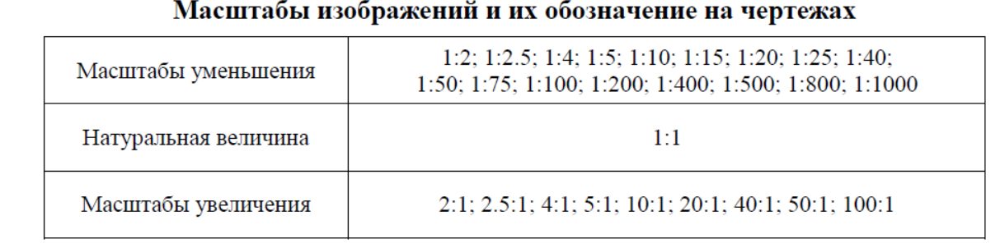 Масштабы изображений и их обозначение на чертежах
Масштабы уменьшения
1:2; 1:2.5; 1:4; 1:5; 1:10; 1:15; 1:20; 1:25; 1:40;
1:50; 1:75; 1:100; 1:200; 1:400; 1:500; 1:800; 1:1000
Натуральная величина
1:1
Масштабы увеличения
2:1; 2.5:1; 4:1; 5:1; 10:1; 20:1; 40:1; 50:1; 100:1